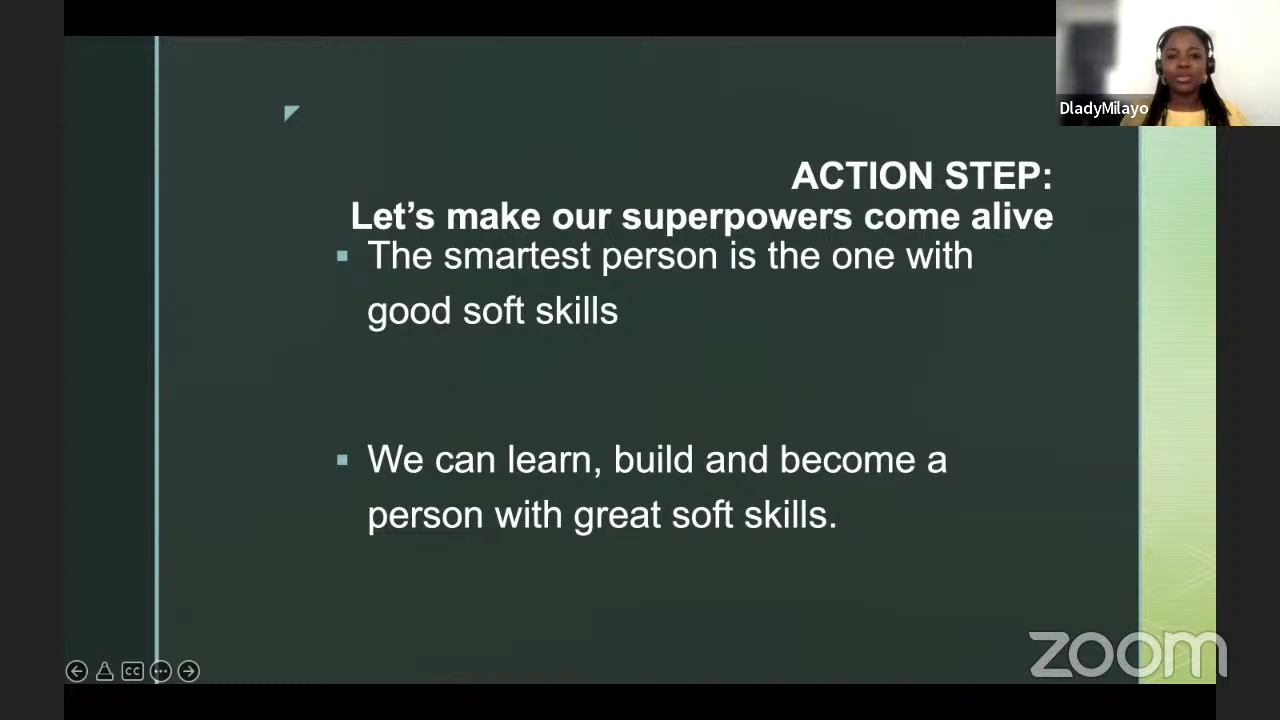 DladyMilayo
ACTION STEP:
Let’s make our superpowers come alive
▪ The smartest person is the one with
good soft skills
▪ We can learn, build and become a
person with great soft skills.
CC
zoom